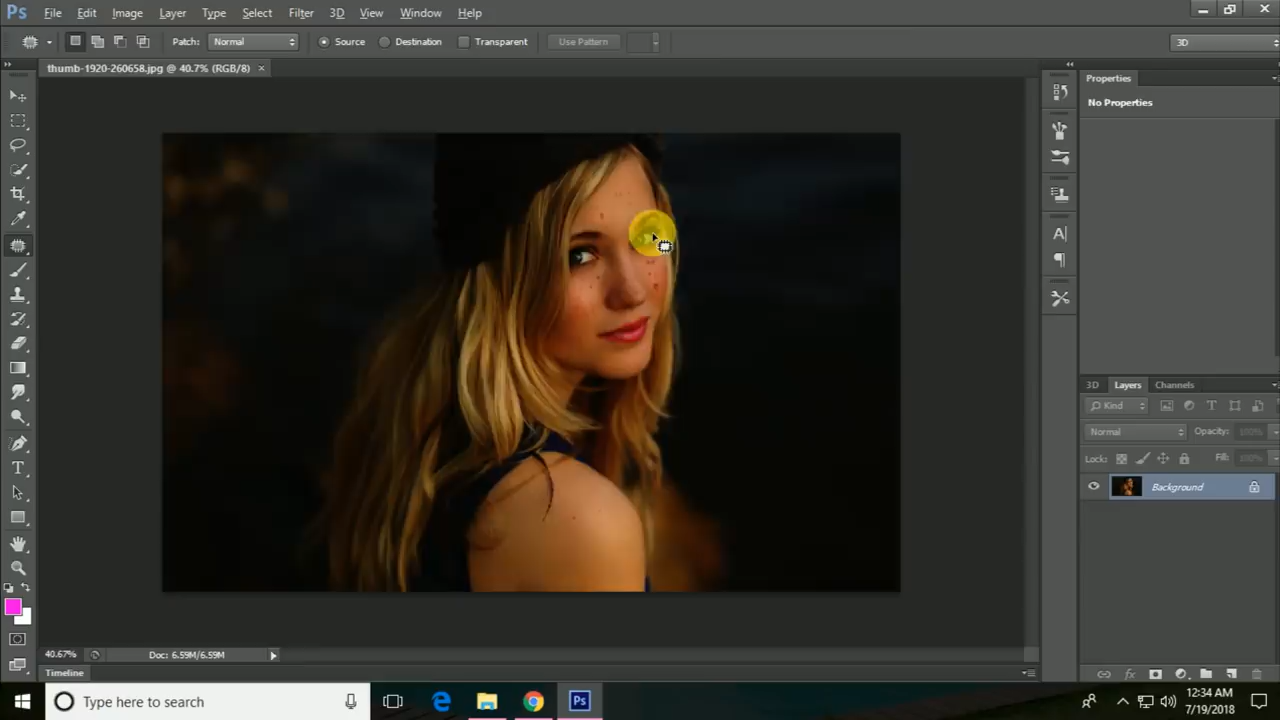 Ps File Edit Image Layer Type Select Filter 3D View Window Help
Patch: Normal Source Destination Transparent Use Pattern 3D
thumb-1920-260658.jpg @ 40.7% (RGB/8) ×
Properties
No Properties
3D Layers Channels
Kind
Normal Opacity: 100%
Lock: Fill: 100%
Background
40.67% Doc: 6.59M/6.59M
Timeline
Type here to search
Ps
12:34 AM
7/19/2018